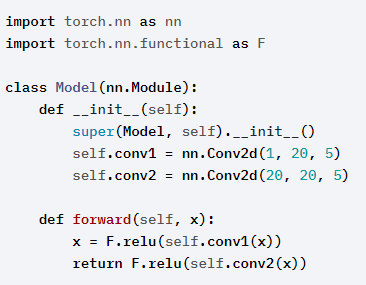 import torch.nn as nn
import torch.nn.functional as F
class Model(nn.Module):
    def __init__(self):
        super(Model, self).__init__()
        self.conv1 = nn.Conv2d(1, 20, 5)
        self.conv2 = nn.Conv2d(20, 20, 5)
    def forward(self, x):
        x = F.relu(self.conv1(x))
        return F.relu(self.conv2(x))